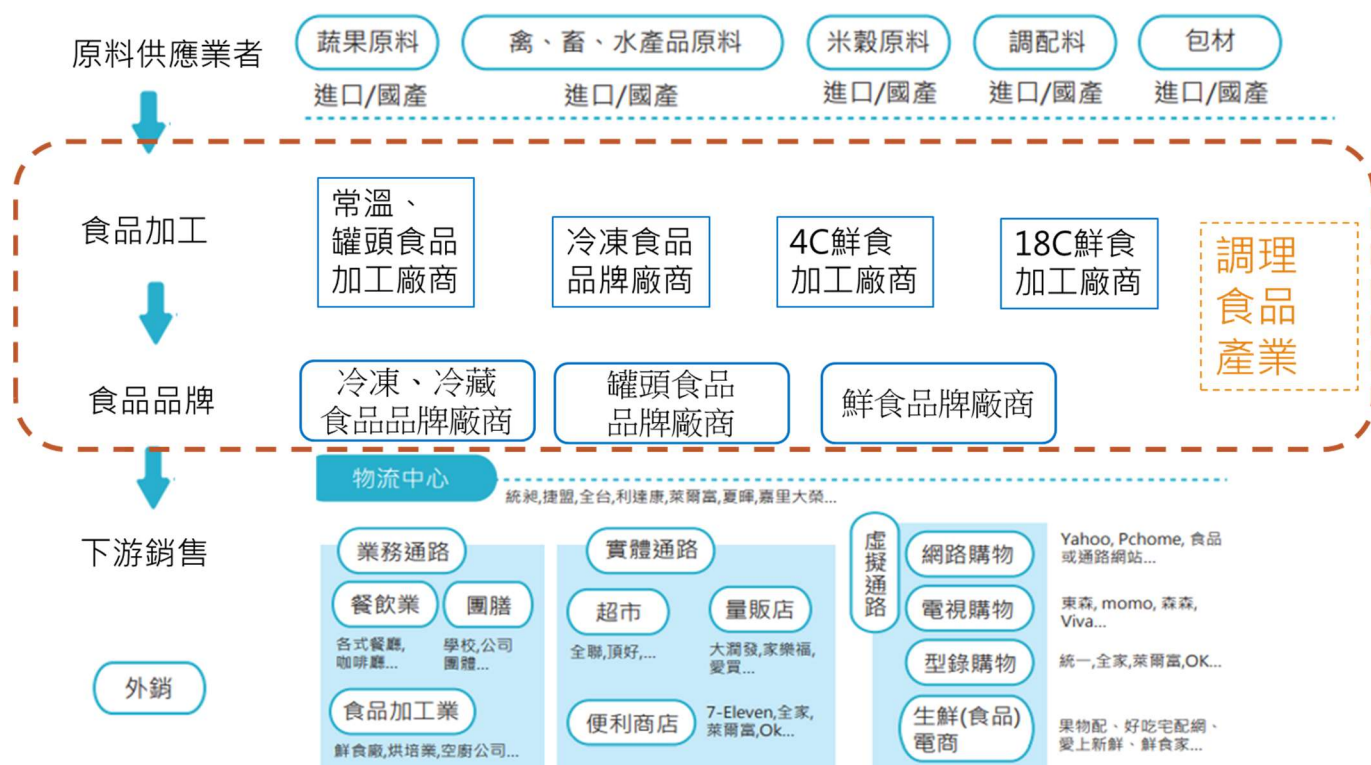 原料供應業者
蔬果原料
禽、畜、水產品原料
米穀原料
調配料
包材
進口/國產
進口/國產
進口/國產
進口/國產
進口/國產
食品加工
常溫、
罐頭食品
加工廠商
冷凍食品
品牌廠商
4C鮮食
加工廠商
18C鮮食
加工廠商
調理
食品
產業
食品品牌
冷凍、冷藏
食品品牌廠商
罐頭食品
品牌廠商
鮮食品牌廠商
物流中心
統昶,捷盟,全台,利達康,萊爾富,夏暉,嘉里大榮...
下游銷售
業務通路
餐飲業
團膳
各式餐廳,
咖啡廳...
學校,公司
團體...
食品加工業
鮮食廠,烘培業,空廚公司...
實體通路
超市
量販店
全聯,頂好,...
大潤發,家樂福,
愛買...
便利商店
7-Eleven,全家,
萊爾富,Ok...
虛擬通路
網路購物
Yahoo, Pchome, 食品
或通路網站...
電視購物
東森, momo, 森森,
Viva...
型錄購物
統一,全家,萊爾富,OK...
生鮮(食品)
電商
果物配、好吃宅配網、
愛上新鮮、鮮食家...
外銷